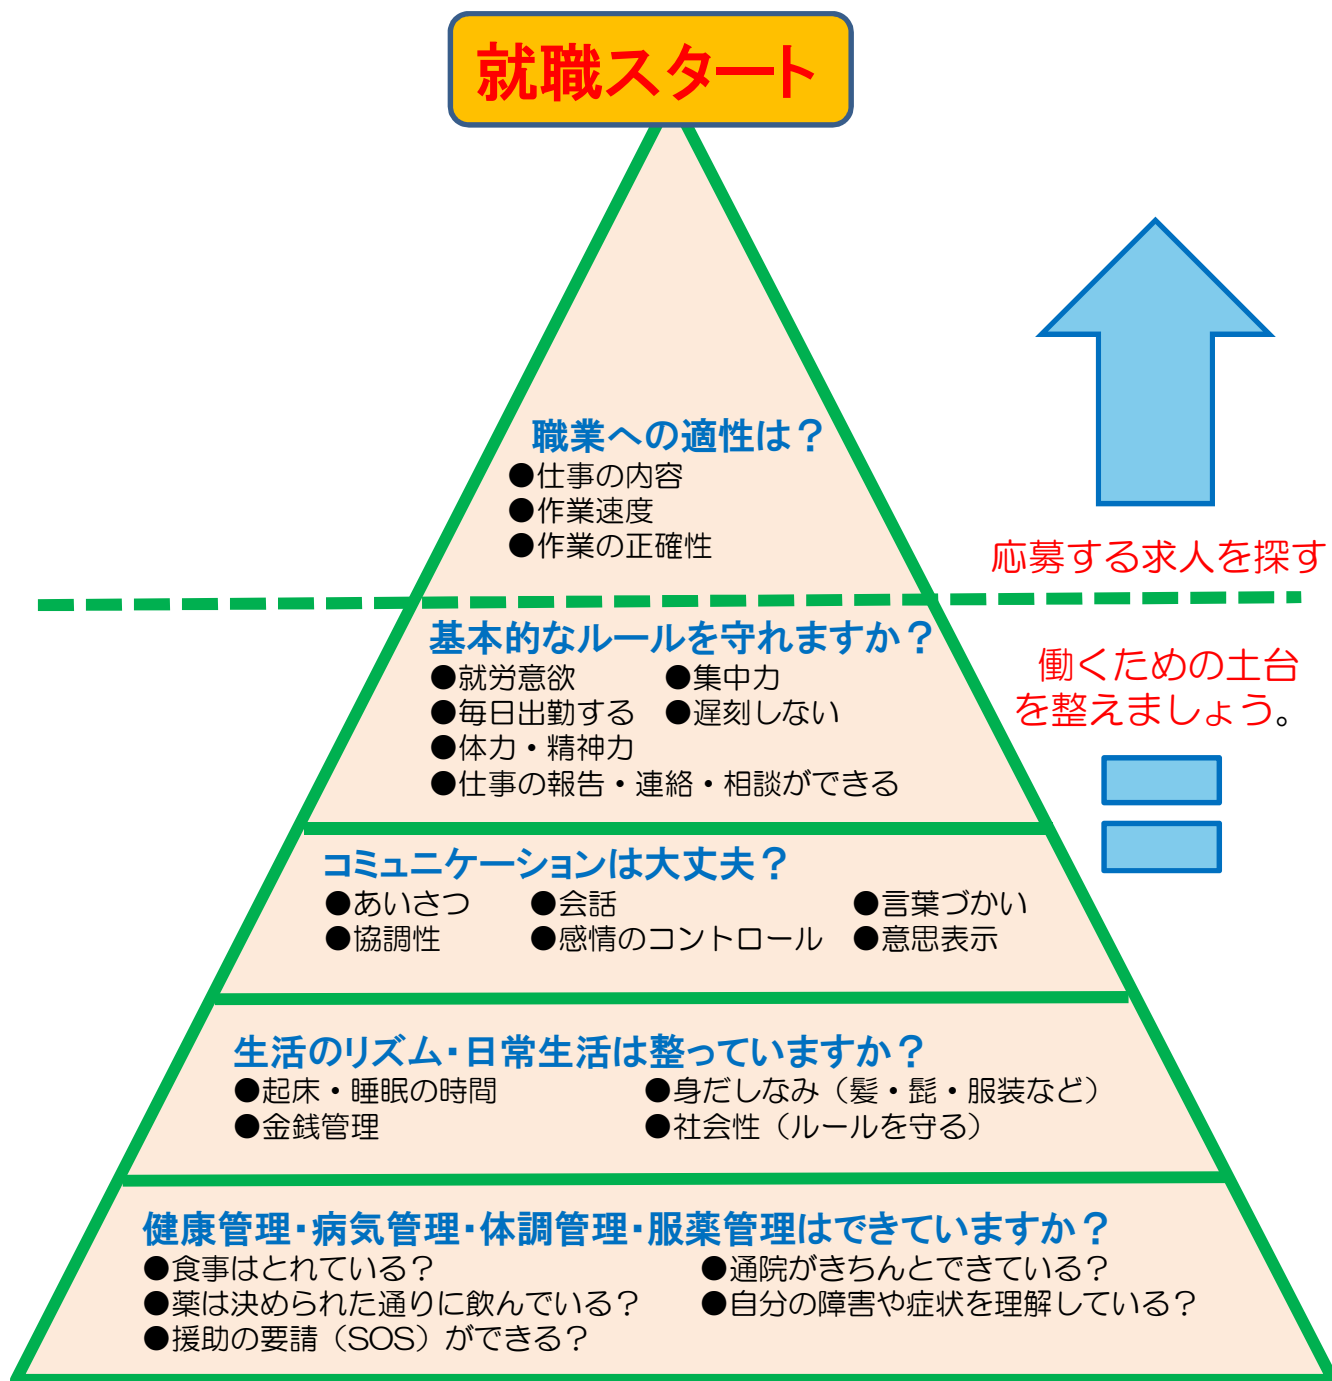 就職スタート
職業への適性は？
●仕事の内容
●作業速度
●作業の正確性
応募する求人を探す
基本的なルールを守れますか？
●就労意欲 ●集中力
●毎日出勤する ●遅刻しない
●体力・精神力
●仕事の報告・連絡・相談ができる
働くための土台
を整えましょう。
コミュニケーションは大丈夫？
●あいさつ ●会話 ●言葉づかい
●協調性 ●感情のコントロール ●意思表示
生活のリズム・日常生活は整っていますか？
●起床・睡眠の時間 ●身だしなみ（髪・髭・服装など）
●金銭管理 ●社会性（ルールを守る）
健康管理・病気管理・体調管理・服薬管理はできていますか？
●食事はとれている？ ●通院がきちんとできている？
●薬は決められた通りに飲んでいる？ ●自分の障害や症状を理解している？
●援助の要請（SOS）ができる？